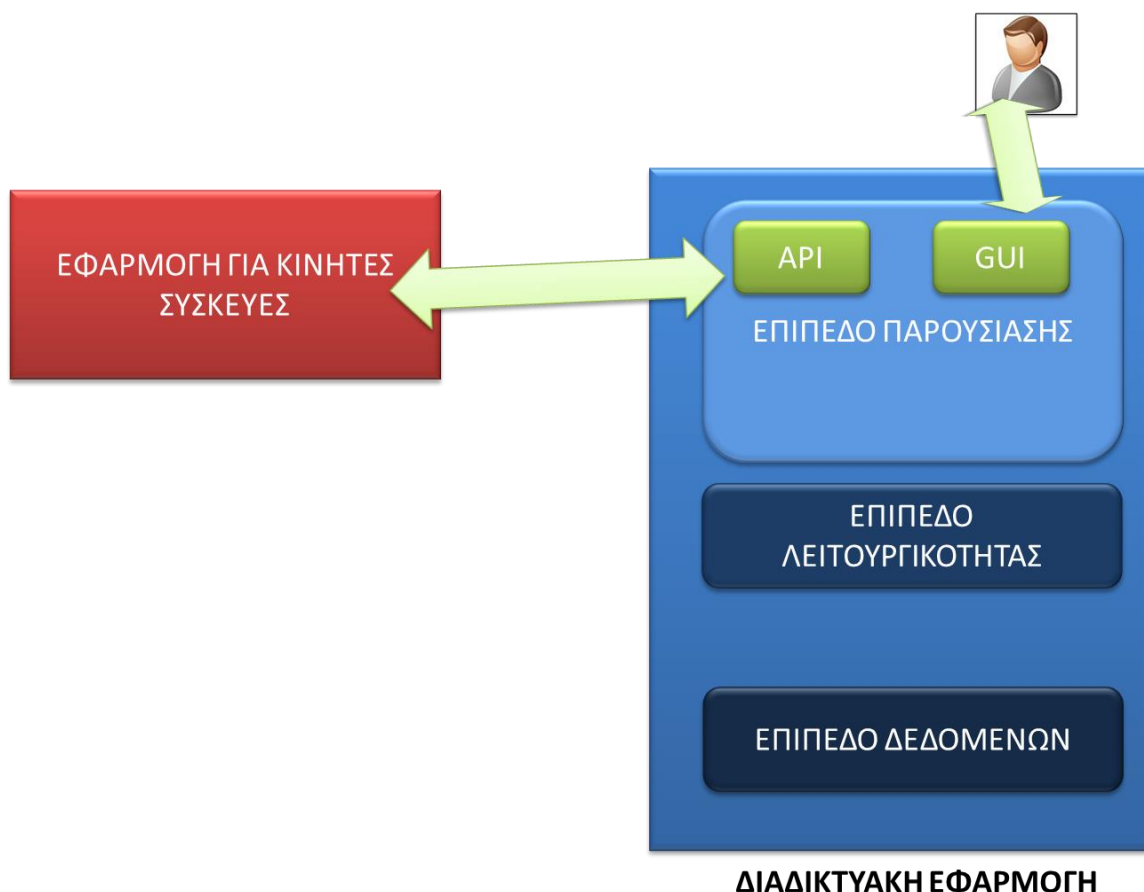 ΕΦΑΡΜΟΓΗ ΓΙΑ ΚΙΝΗΤΕΣ
ΣΥΣΚΕΥΕΣ
API
GUI
ΕΠΙΠΕΔΟ ΠΑΡΟΥΣΙΑΣΗΣ
ΕΠΙΠΕΔΟ
ΛΕΙΤΟΥΡΓΙΚΟΤΗΤΑΣ
ΕΠΙΠΕΔΟ ΔΕΔΟΜΕΝΩΝ
ΔΙΑΔΙΚΤΥΑΚΗ ΕΦΑΡΜΟΓΗ